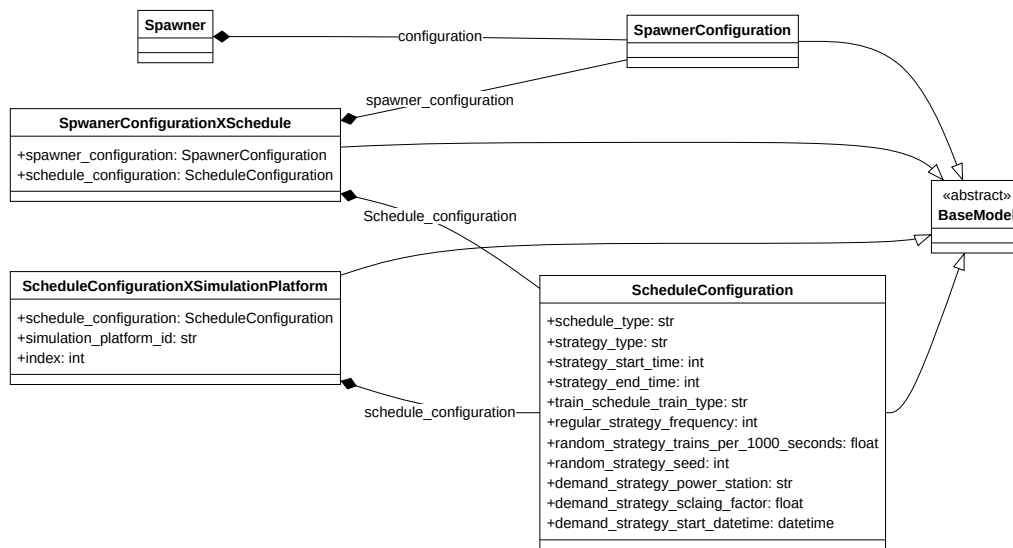 Spawner
configuration
SpawnerConfiguration
spawner_configuration
SpwanerConfigurationXSchedule
+spawner_configuration: SpawnerConfiguration
+schedule_configuration: ScheduleConfiguration
Schedule_configuration
«abstract»
BaseModel
ScheduleConfigurationXSimulationPlatform
+schedule_configuration: ScheduleConfiguration
+simulation_platform_id: str
+index: int
schedule_configuration
ScheduleConfiguration
+schedule_type: str
+strategy_type: str
+strategy_start_time: int
+strategy_end_time: int
+train_schedule_train_type: str
+regular_strategy_frequency: int
+random_strategy_trains_per_1000_seconds: float
+random_strategy_seed: int
+demand_strategy_power_station: str
+demand_strategy_sclaing_factor: float
+demand_strategy_start_datetime: datetime